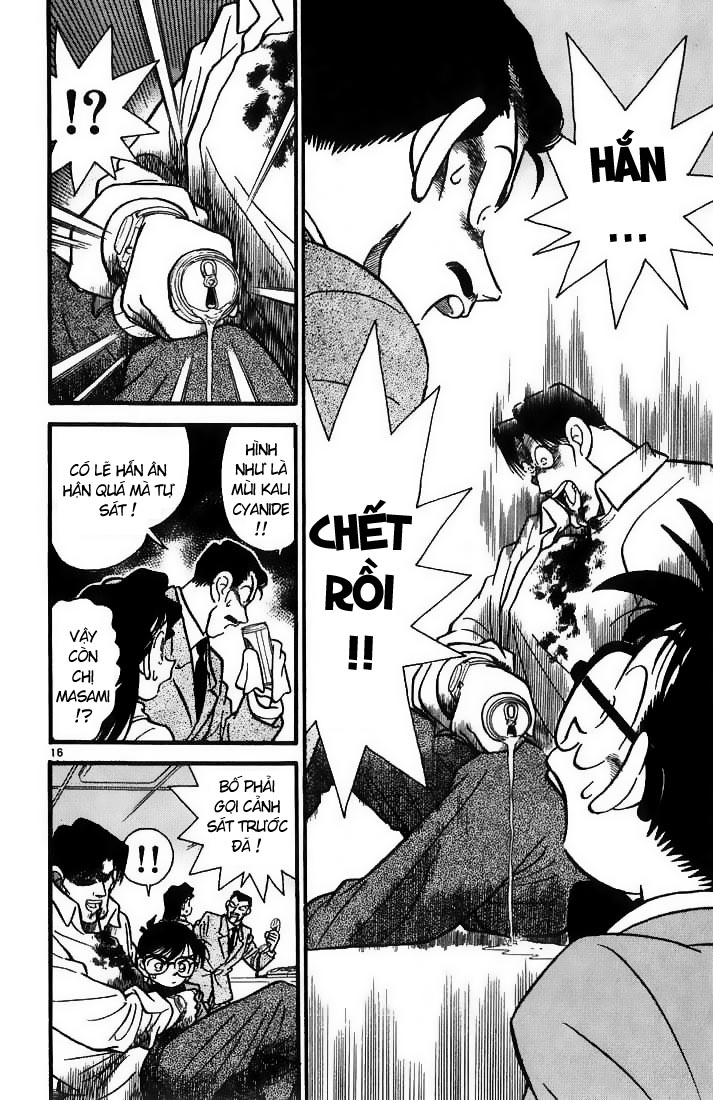 HẮN
...
CHẾT
RỒI
!!
!?
HÌNH
NHƯ LÀ
MÙI KALI
CYANIDE
!!
CÓ LẼ HẮN ÂN
HẬN QUÁ MÀ TỰ
SÁT !
VẬY
CÒN
CHỊ
MASAMI
!?
16
BỐ PHẢI
GỌI CẢNH
SÁT TRƯỚC
ĐÃ !
!!